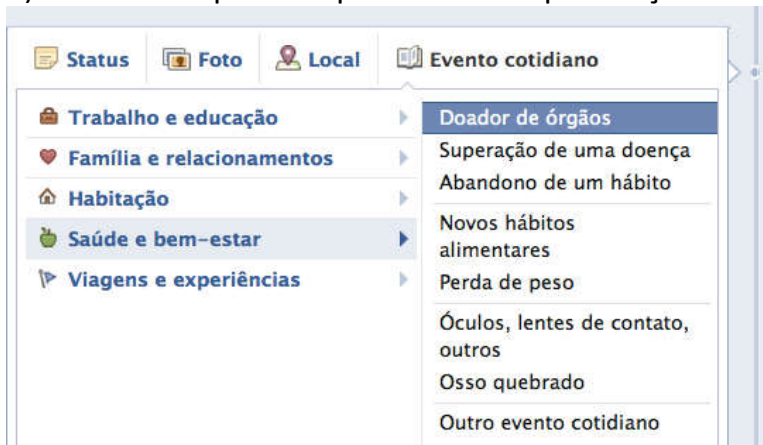 Status Foto Local Evento cotidiano
Trabalho e educação
Família e relacionamentos
Habitação
Saúde e bem-estar
Viagens e experiências
Doador de órgãos
Superação de uma doença
Abandono de um hábito
Novos hábitos
alimentares
Perda de peso
Óculos, lentes de contato,
outros
Osso quebrado
Outro evento cotidiano